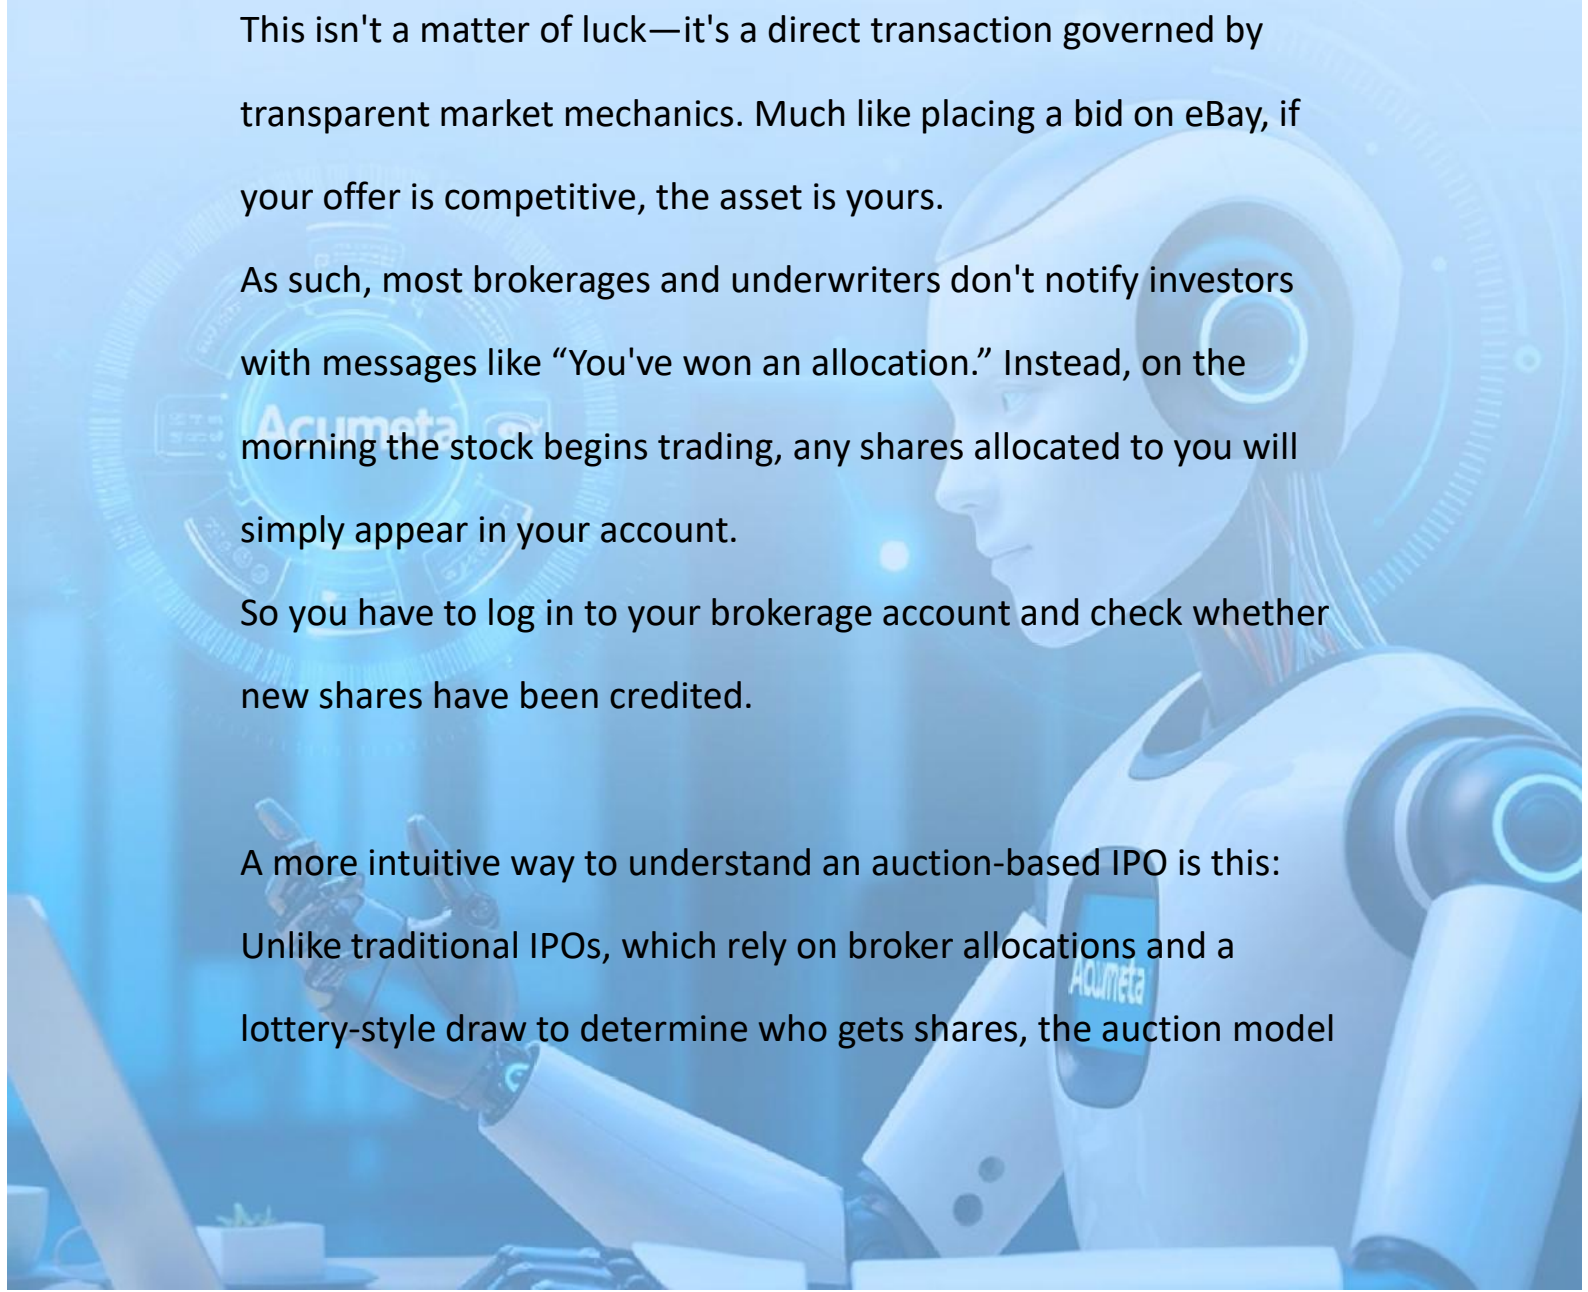 This isn't a matter of luck—it's a direct transaction governed by
transparent market mechanics. Much like placing a bid on eBay, if
your offer is competitive, the asset is yours.
As such, most brokerages and underwriters don't notify investors
with messages like “You've won an allocation.” Instead, on the
Acumeta
morning the stock begins trading, any shares allocated to you will
simply appear in your account.
So you have to log in to your brokerage account and check whether
new shares have been credited.
A more intuitive way to understand an auction-based IPO is this:
Unlike traditional IPOs, which rely on broker allocations and a
Acumeta
lottery-style draw to determine who gets shares, the auction model